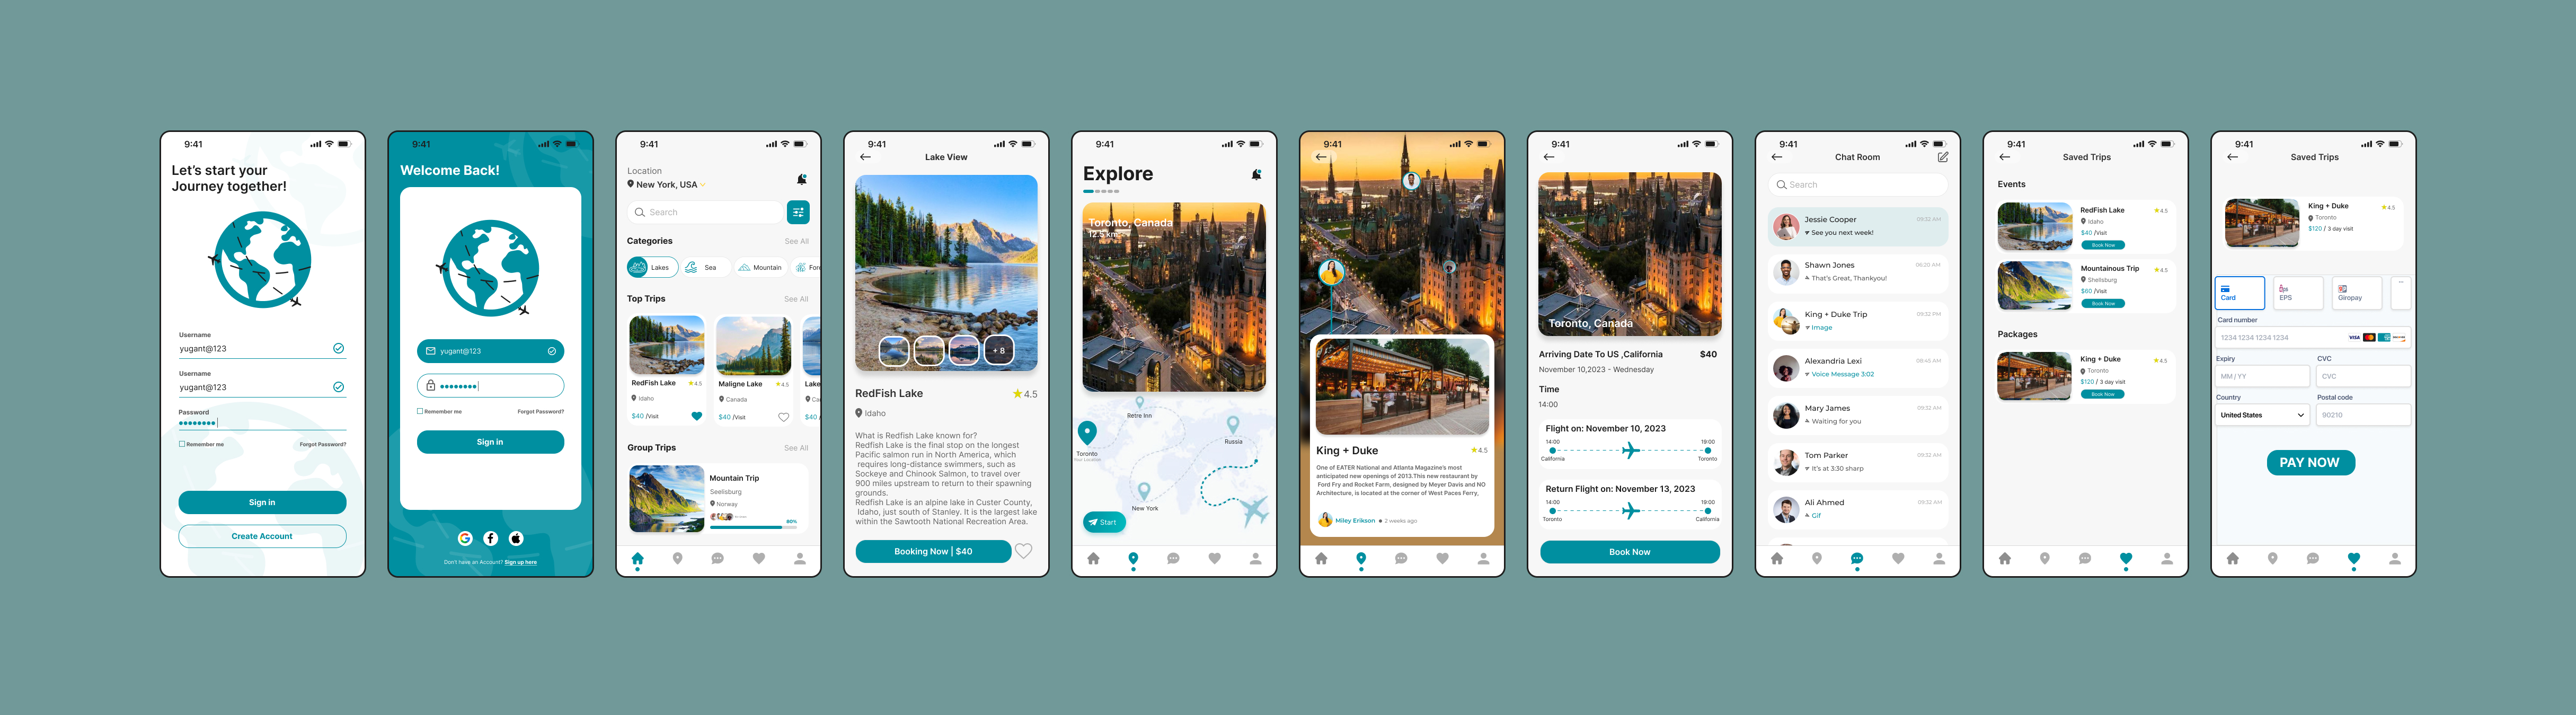 9:41
Let's start your
Journey together!
Username
yugant@123
Username
yugant@123
Password
Remember me
Forgot Password?
Sign in
Create Account
9:41
Welcome Back!
yugant@123
Remember me
Forgot Password?
Sign in
Don't have an Account? Sign up here
9:41
Location
New York, USA
Search
Categories
See All
Lakes
Sea
Mountain
Fore
Top Trips
See All
RedFish Lake
4.5
Idaho
$40 /Visit
Maligne Lake
4.5
Canada
$40 /Visit
Lake
Ca
$40 /
Group Trips
See All
Mountain Trip
Seelisburg
Norway
80%
9:41
Lake View
+ 8
RedFish Lake
4.5
Idaho
What is Redfish Lake known for?
Redfish Lake is the final stop on the longest
Pacific salmon run in North America, which
requires long-distance swimmers, such as
Sockeye and Chinook Salmon, to travel over
900 miles upstream to return to their spawning
grounds.
Redfish Lake is an alpine lake in Custer County,
Idaho, just south of Stanley. It is the largest lake
within the Sawtooth National Recreation Area.
Booking Now | $40
9:41
Explore
Toronto, Canada
12.5 km
Retre Inn
Toronto
Your Location
Russia
New York
Start
9:41
King + Duke
4.5
One of EATER National and Atlanta Magazine's most
anticipated new openings of 2013.This new restaurant by
Ford Fry and Rocket Farm, designed by Meyer Davis and NO
Architecture, is located at the corner of West Paces Ferry,
Miley Erikson
2 weeks ago
9:41
Toronto, Canada
Arriving Date To US ,California
$40
November 10,2023 - Wednesday
Time
14:00
Flight on: November 10, 2023
14:00
19:00
California
Toronto
Return Flight on: November 13, 2023
14:00
19:00
Toronto
California
Book Now
9:41
Chat Room
Search
Jessie Cooper
09:32 AM
See you next week!
Shawn Jones
06:20 AM
That's Great, Thankyou!
King + Duke Trip
09:32 PM
Image
Alexandria Lexi
08:45 AM
Voice Message 3:02
Mary James
09:32 AM
Waiting for you
Tom Parker
09:32 AM
It's at 3:30 sharp
Ali Ahmed
09:32 AM
Gif
9:41
Saved Trips
Events
RedFish Lake
4.5
Idaho
$40 /Visit
Book Now
Mountainous Trip
4.5
Shelisburg
$60 /Visit
Book Now
Packages
King + Duke
4.5
Toronto
$120 / 3 day visit
Book Now
9:41
Saved Trips
King + Duke
4.5
Toronto
$120 / 3 day visit
Card
EPS
Giropay
Card number
1234 1234 1234 1234
VISA
Expiry
CVC
MM / YY
CVC
Country
Postal code
United States
90210
PAY NOW